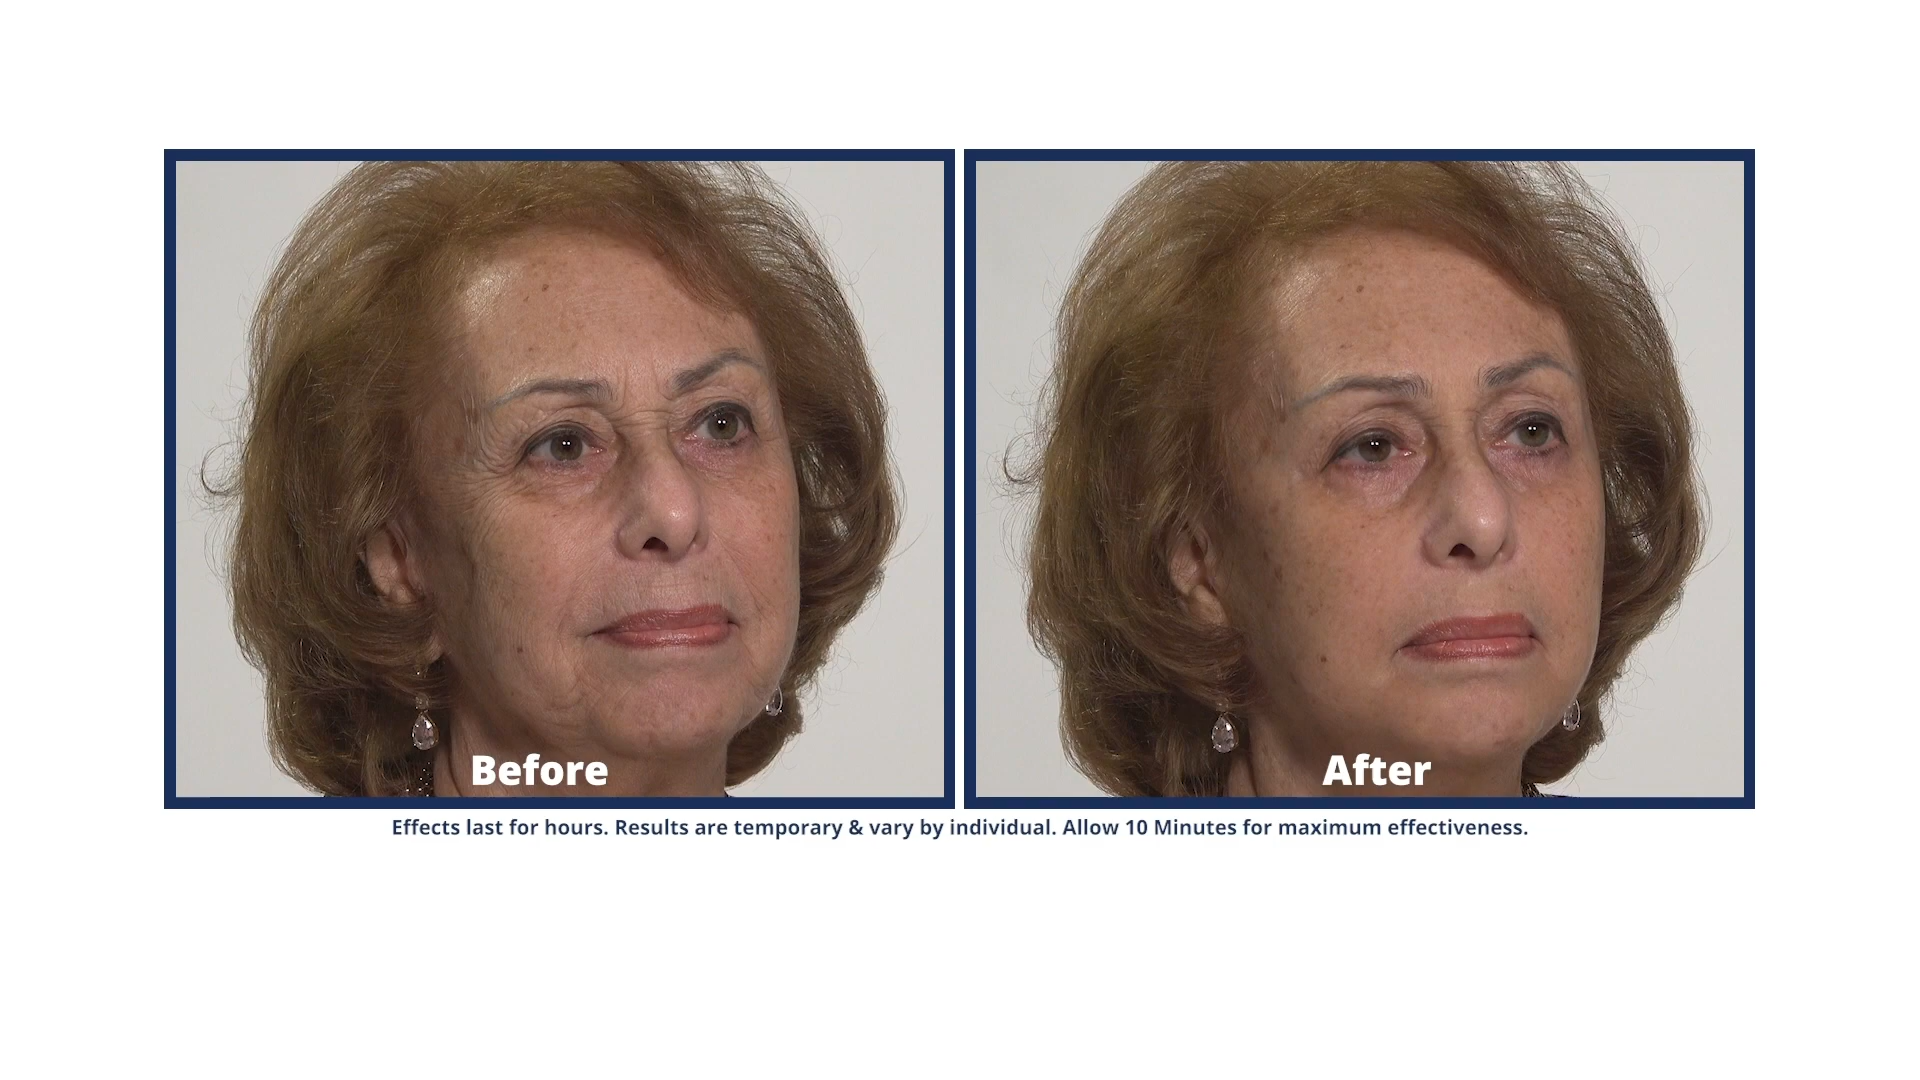 Before
After
Effects last for hours. Results are temporary & vary by individual. Allow 10 Minutes for maximum effectiveness.